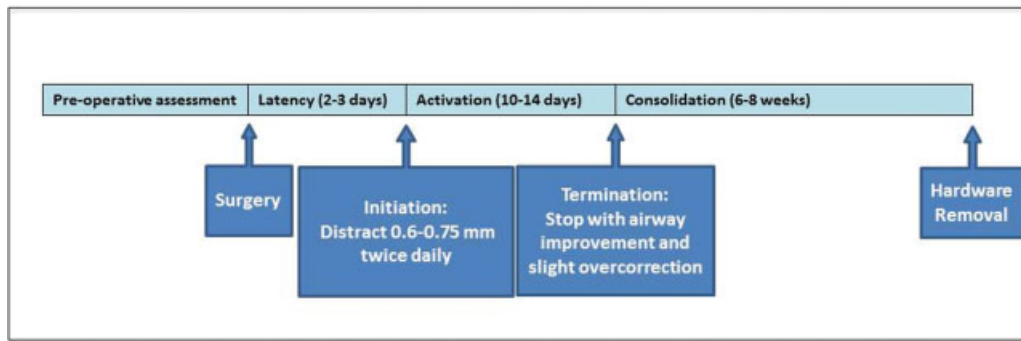 Pre-operative assessment
Latency (2-3 days)
Activation (10-14 days)
Consolidation (6-8 weeks)
Surgery
Initiation:
Distract 0.6-0.75 mm
twice daily
Termination:
Stop with airway
improvement and
slight overcorrection
Hardware
Removal